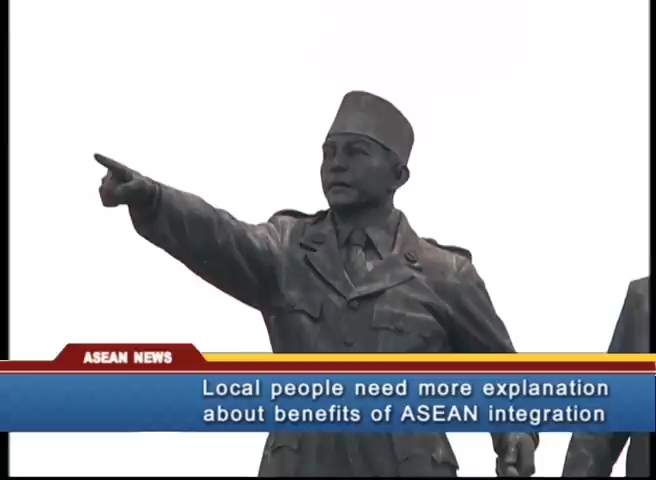 ASEAN NEWS
Local people need more explanation
about benefits of ASEAN integration